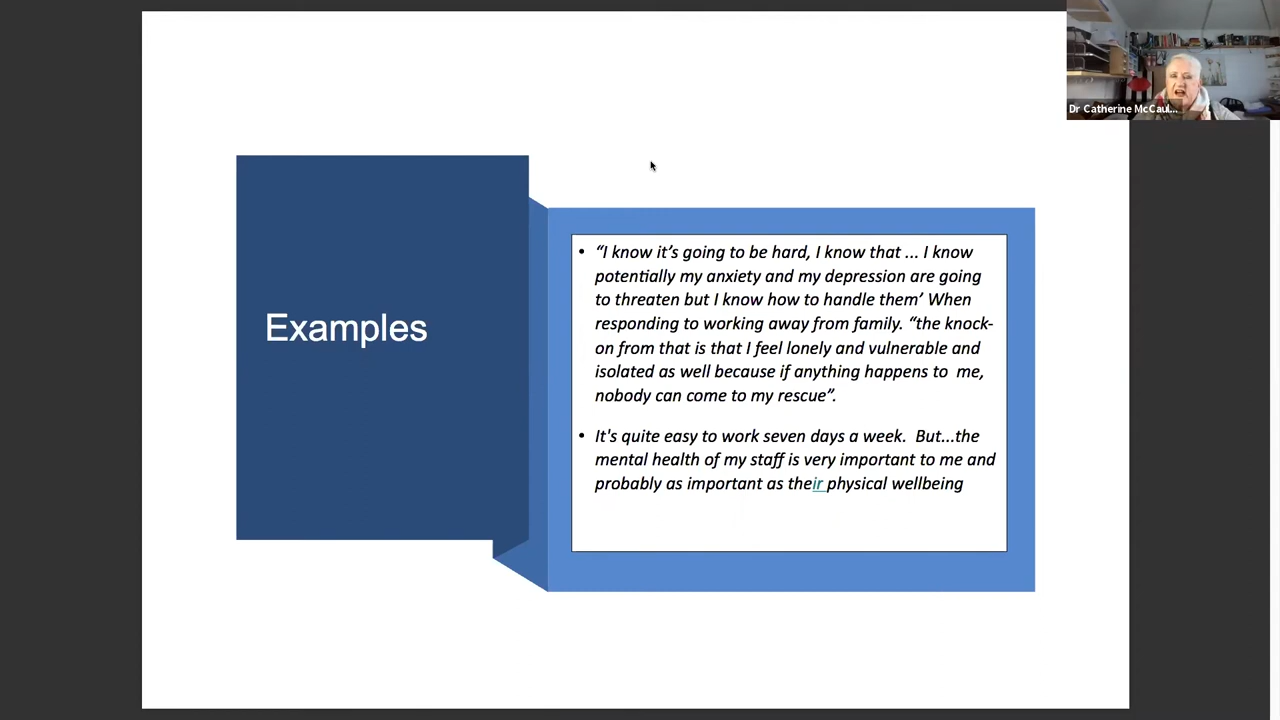 Dr Catherine McCaul...
Examples
• “I know it’s going to be hard, I know that ... I know
potentially my anxiety and my depression are going
to threaten but I know how to handle them’ When
responding to working away from family. “the knock-
on from that is that I feel lonely and vulnerable and
isolated as well because if anything happens to  me,
nobody can come to my rescue”.
• It's quite easy to work seven days a week.  But...the
mental health of my staff is very important to me and
probably as important as their physical wellbeing